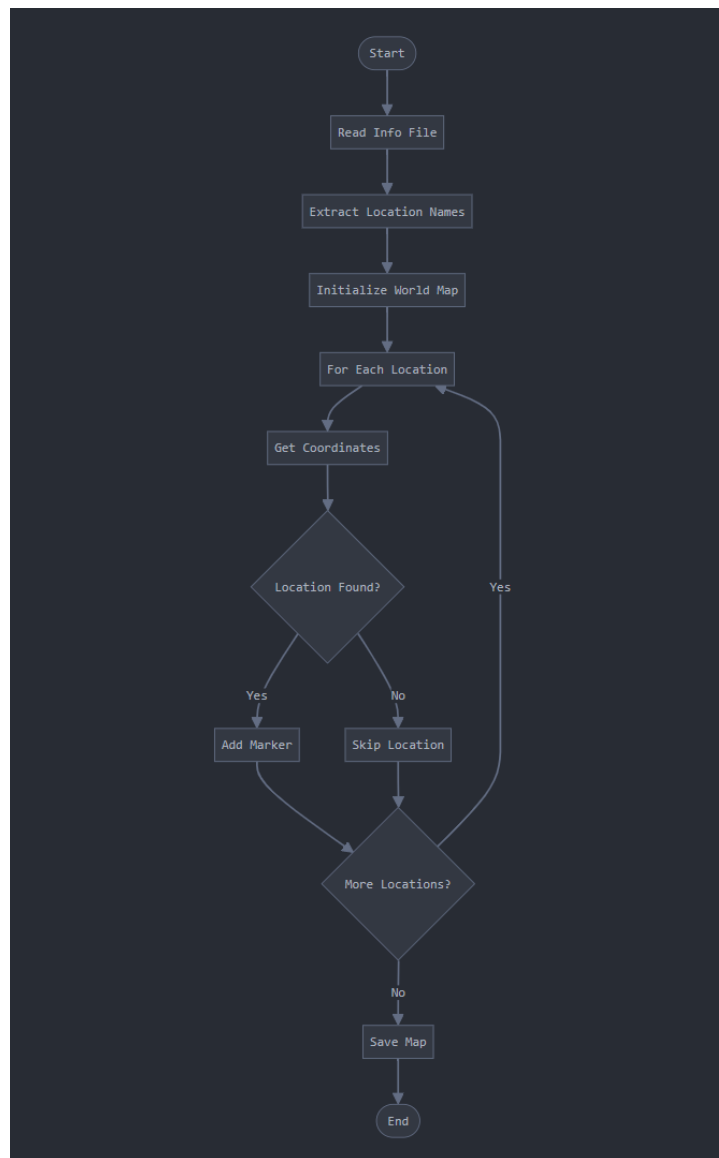 Start
Read Info File
Extract Location Names
Initialize World Map
For Each Location
Get Coordinates
Location Found?
Yes
Yes
No
Add Marker
Skip Location
More Locations?
No
Save Map
End